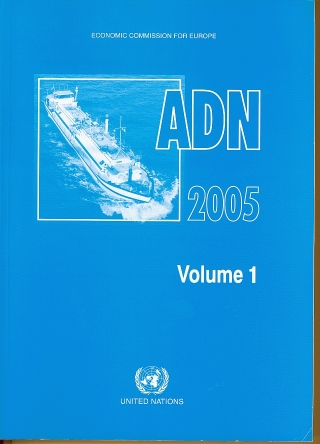 ECONOMIC COMMISSION FOR EUROPE
ADN
2005
Volume 1
UNITED NATIONS